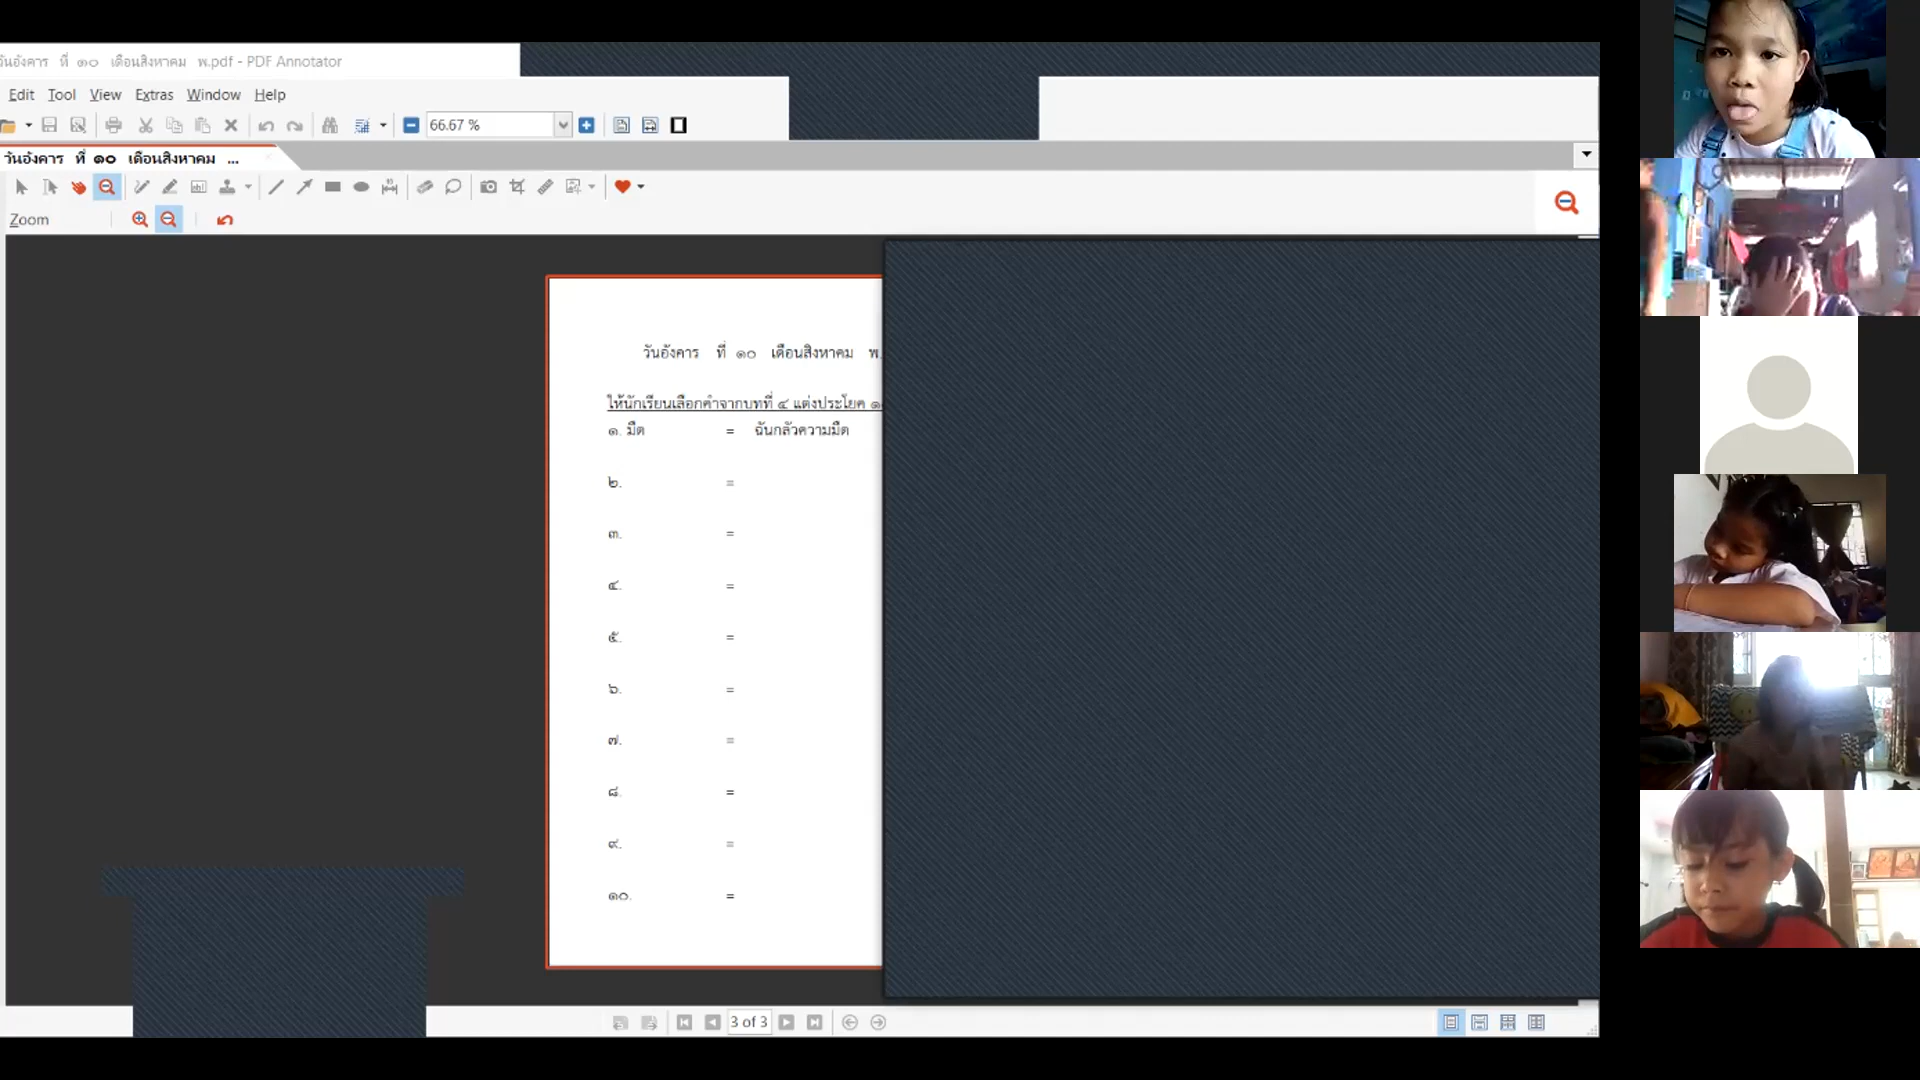 วันอังคาร ที่ ๑๐ เดือนสิงหาคม พ.pdf - PDF Annotator
Edit Tool View Extras Window Help
66.67 %
วันอังคาร ที่ ๑๐ เดือนสิงหาคม ...
Zoom
วันอังคาร ที่ ๑๐ เดือนสิงหาคม พ.
ให้นักเรียนเลือกคำจากบทที่ ๔ แต่งประโยค
๑. มืด = ฉันกลัวความมืด
๒. =
๓. =
๔. =
๕. =
๖. =
๗. =
๘. =
๙. =
๑๐. =
3 of 3